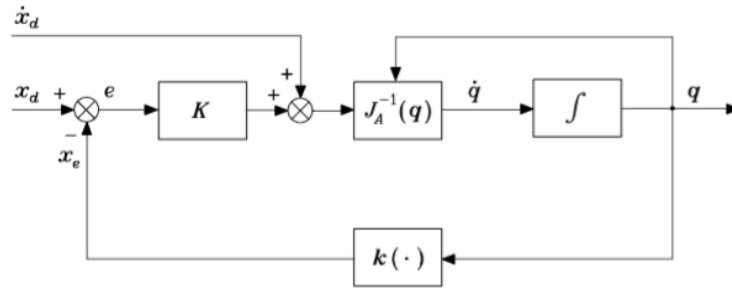 ẋ_d
x_d + e K + + J_A^{-1}(q) q̇ ∫ q
−
x_e
k(·)